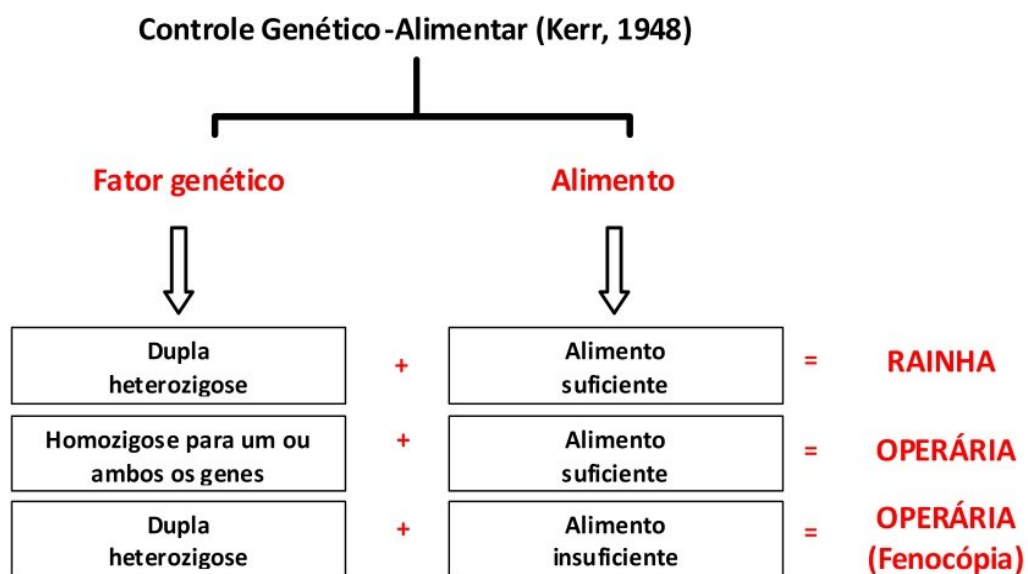 Controle Genético-Alimentar (Kerr, 1948)
Fator genético
Alimento
Dupla
heterozigose
+
Alimento
suficiente
=
RAINHA
Homozigose para um ou
ambos os genes
+
Alimento
suficiente
=
OPERÁRIA
Dupla
heterozigose
+
Alimento
insuficiente
=
OPERÁRIA
(Fenocópia)